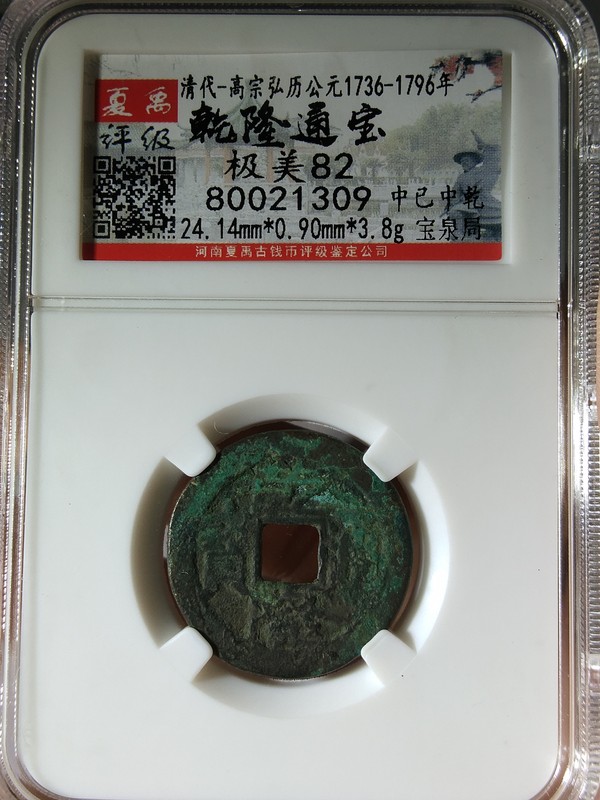 清代-高宗弘历公元1736-1796年
夏禹
评级
乾隆通宝
极美82
80021309 中已中乾
24.14mm*0.90mm*3.8g 宝泉局
河南夏禹古钱币评级鉴定公司